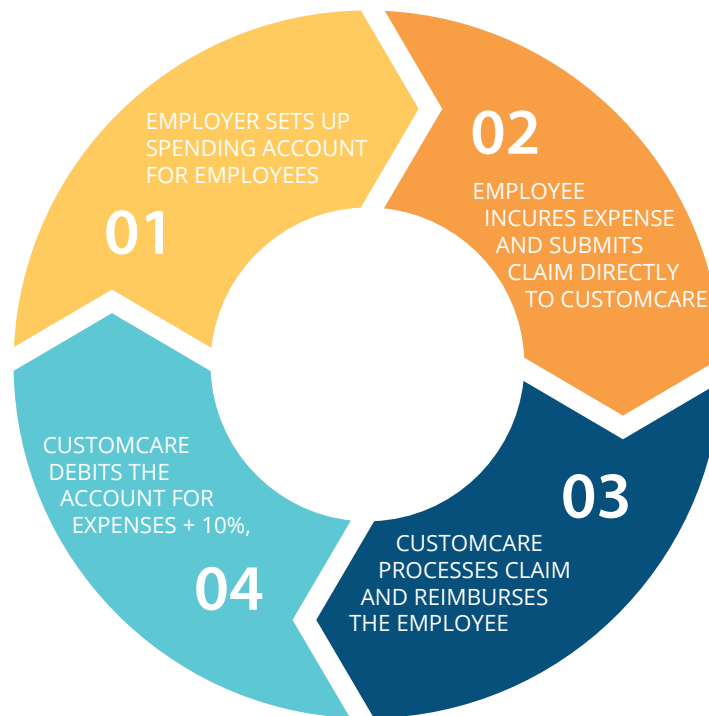 EMPLOYER SETS UP
SPENDING ACCOUNT
FOR EMPLOYEES
01
02
EMPLOYEE
INCURES EXPENSE
AND SUBMITS
CLAIM DIRECTLY
TO CUSTOMCARE
03
CUSTOMCARE
PROCESSES CLAIM
AND REIMBURSES
THE EMPLOYEE
CUSTOMCARE
DEBITS THE
ACCOUNT FOR
EXPENSES + 10%,
04